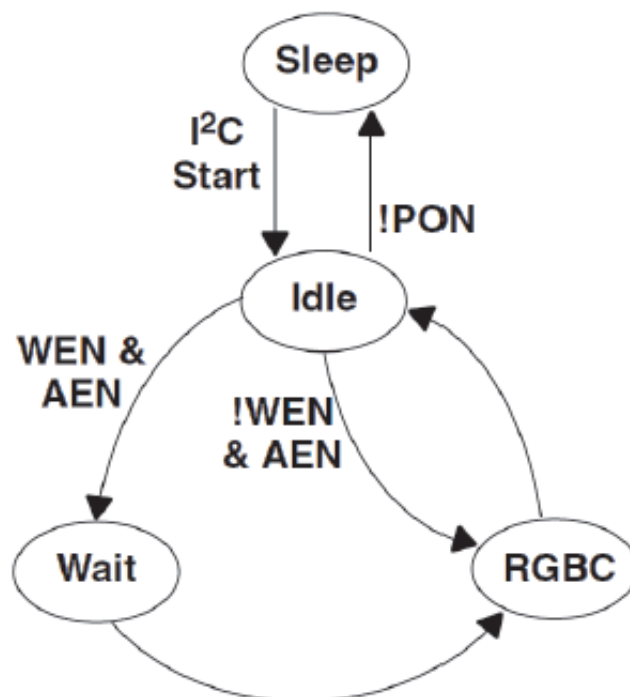 Sleep
I²C
Start
!PON
Idle
WEN &
AEN
!WEN
& AEN
Wait
RGBC